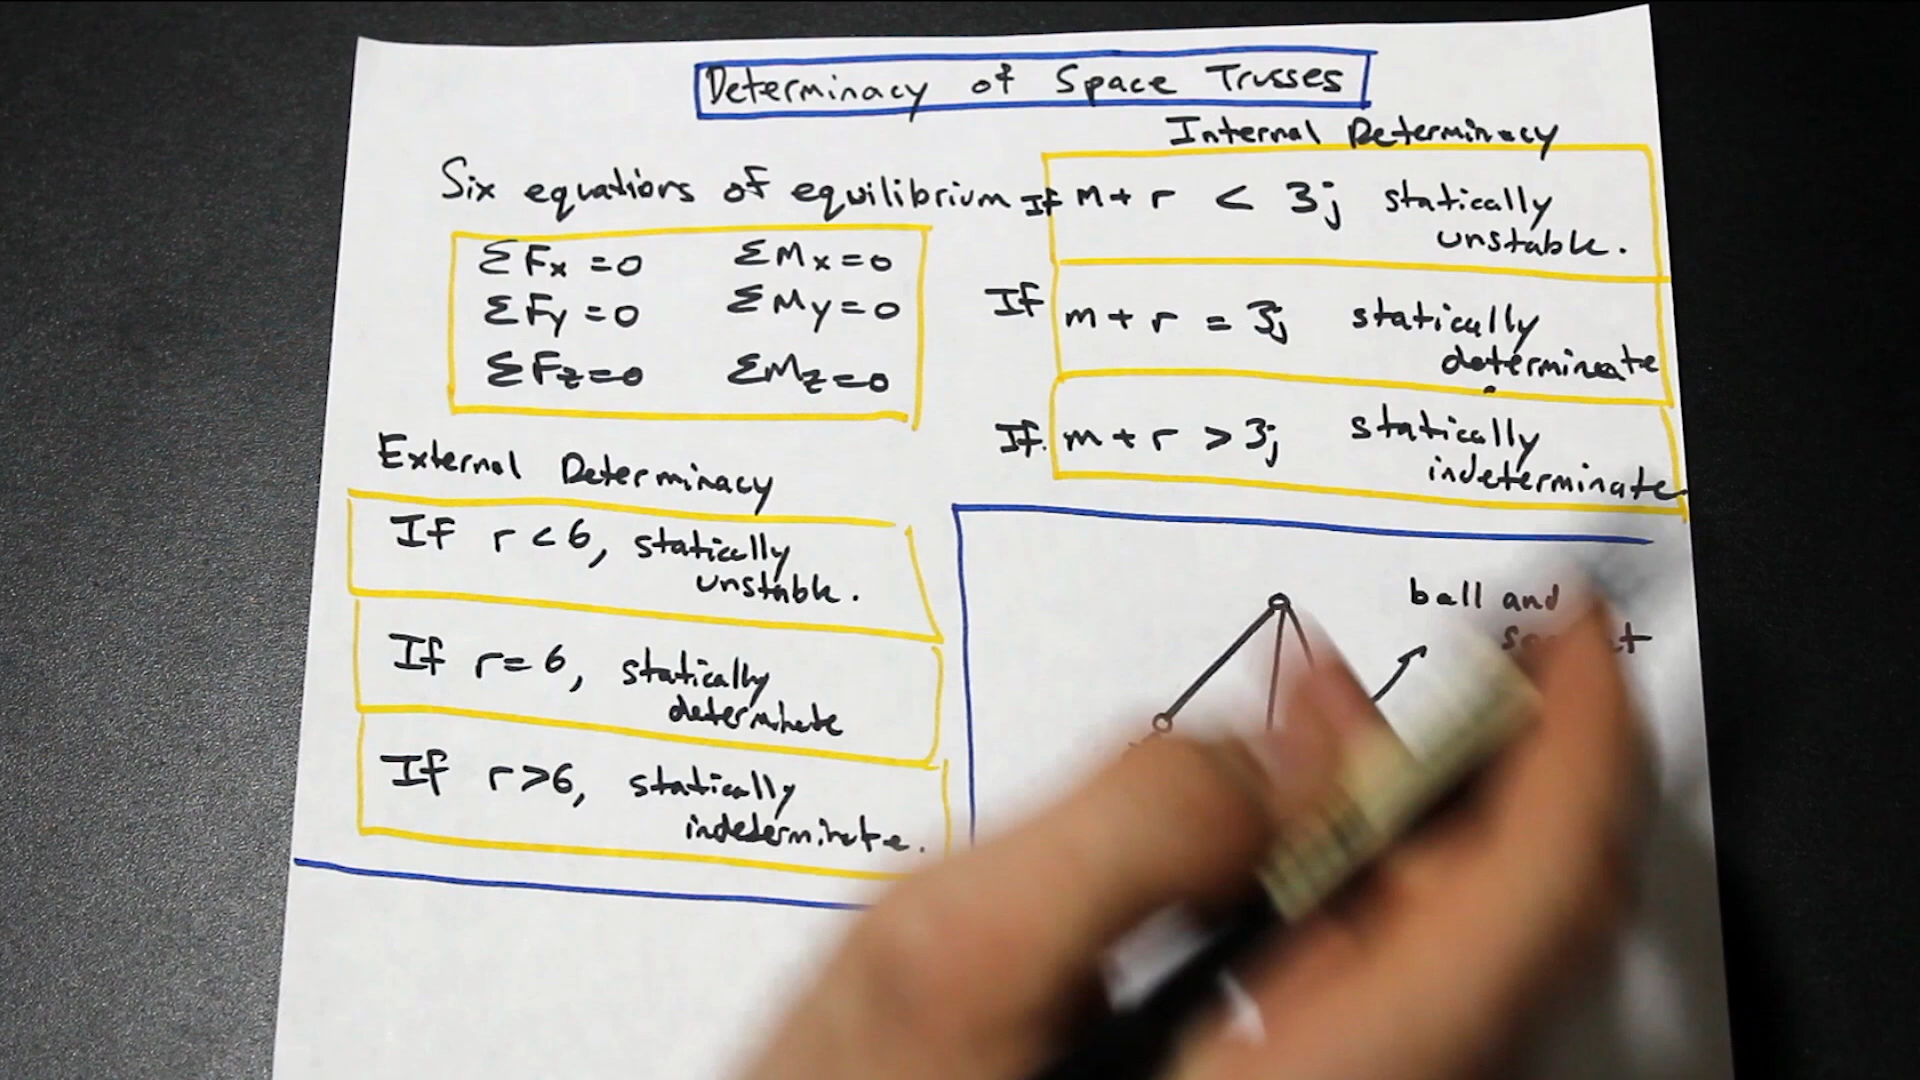 Determinacy of Space Trusses
Six equations of equilibrium
ΣFx=0 ΣMx=0
ΣFy=0 ΣMy=0
ΣFz=0 ΣMz=0
External Determinacy
If r<6, statically
unstable.
If r=6, statically
determinate
If r>6, statically
indeterminate.
Internal Determinacy
If m+r < 3j statically
unstable.
If m+r = 3j statically
determinate
If m+r >3j statically
indeterminate
ball and